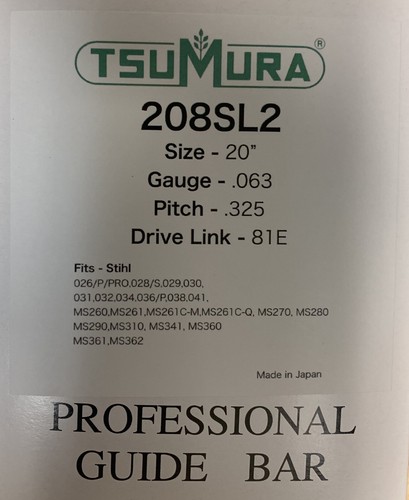 TSUMURA®
208SL2
Size - 20"
Gauge - .063
Pitch - .325
Drive Link - 81E
Fits - Stihl
026/P/PRO,028/S,029,030,
031,032,034,036/P,038,041,
MS260,MS261,MS261C-M,MS261C-Q, MS270, MS280
MS290,MS310, MS341, MS360
MS361,MS362
Made in Japan
PROFESSIONAL
GUIDE BAR